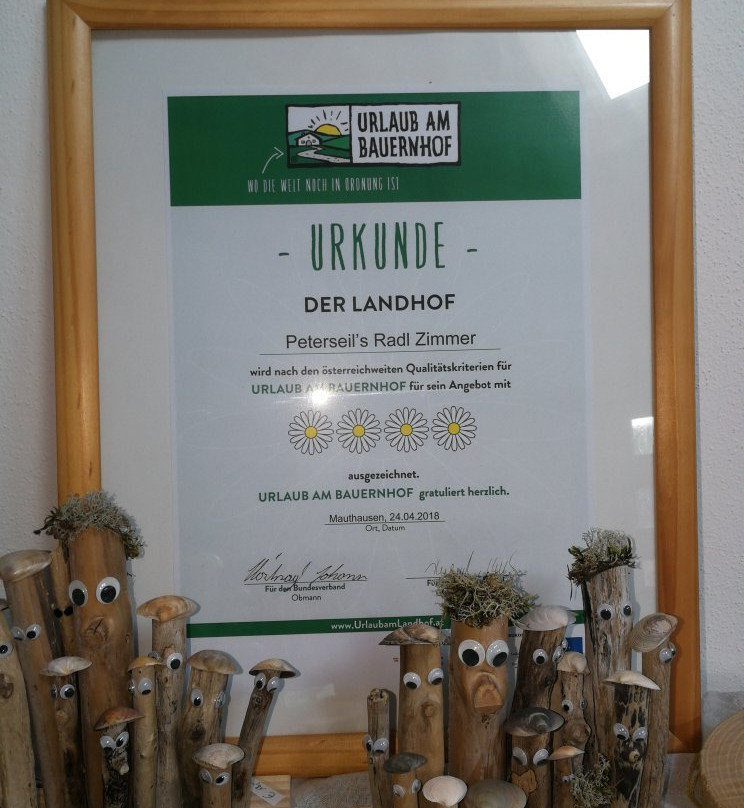 URLAUB AM
BAUERNHOF
WO DIE WELT NOCH IN ORDNUNG IST
- URKUNDE -
DER LANDHOF
Peterseil's Radl Zimmer
wird nach den österreichweiten Qualitätskriterien für
URLAUB AM BAUERNHOF für sein Angebot mit
ausgezeichnet.
URLAUB AM BAUERNHOF gratuliert herzlich.
Mauthausen, 24.04.2018
Ort, Datum
Johann
Für den Bundesverband
Obmann
www.UrlaubamLandhof.at